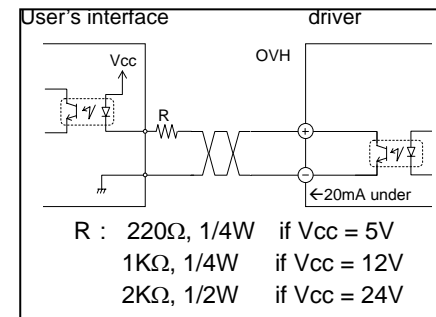 User's interface driver
Vcc
OVH
R
+
−
←20mA under
R : 220Ω, 1/4W if Vcc = 5V
1KΩ, 1/4W if Vcc = 12V
2KΩ, 1/2W if Vcc = 24V